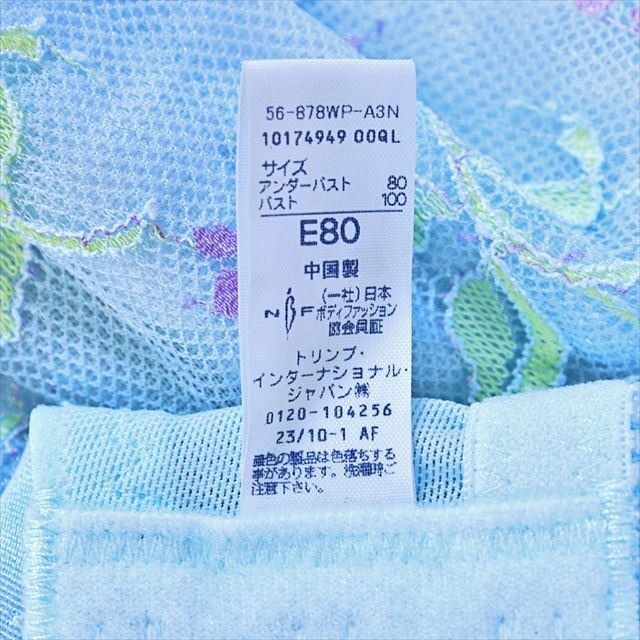 56-878WP-A3N
10174949 00QL
サイズ
アンダーバスト 80
バスト 100
E80
中国製
NBF (一社)日本
ボディファッション
協会員証
トリンプ・
インターナショナル・
ジャパン㈱
0120-104256
23/10-1 AF
濃色の製品は色落ちする
事があります。洗濯時ご
注意下さい。